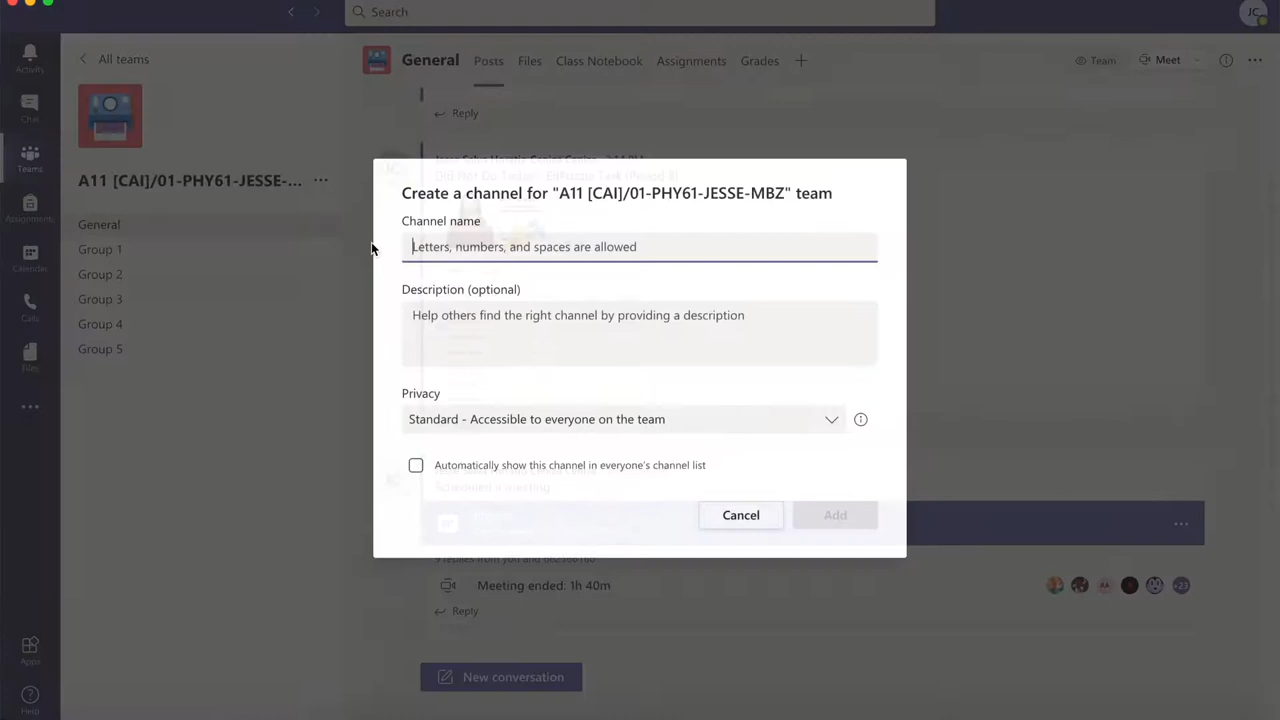 Search
JC
Activity
Chat
Teams
Assignments
Calendar
Calls
Files
Apps
Help
All teams
A11 [CAI]/01-PHY61-JESSE-...
General
Group 1
Group 2
Group 3
Group 4
Group 5
General Posts Files Class Notebook Assignments Grades
Team
Meet
Reply
Create a channel for "A11 [CAI]/01-PHY61-JESSE-MBZ" team
Channel name
Letters, numbers, and spaces are allowed
Description (optional)
Help others find the right channel by providing a description
Privacy
Standard - Accessible to everyone on the team
Automatically show this channel in everyone's channel list
Scheduled a meeting
Cancel Add
Meeting ended: 1h 40m
+23
Reply
New conversation